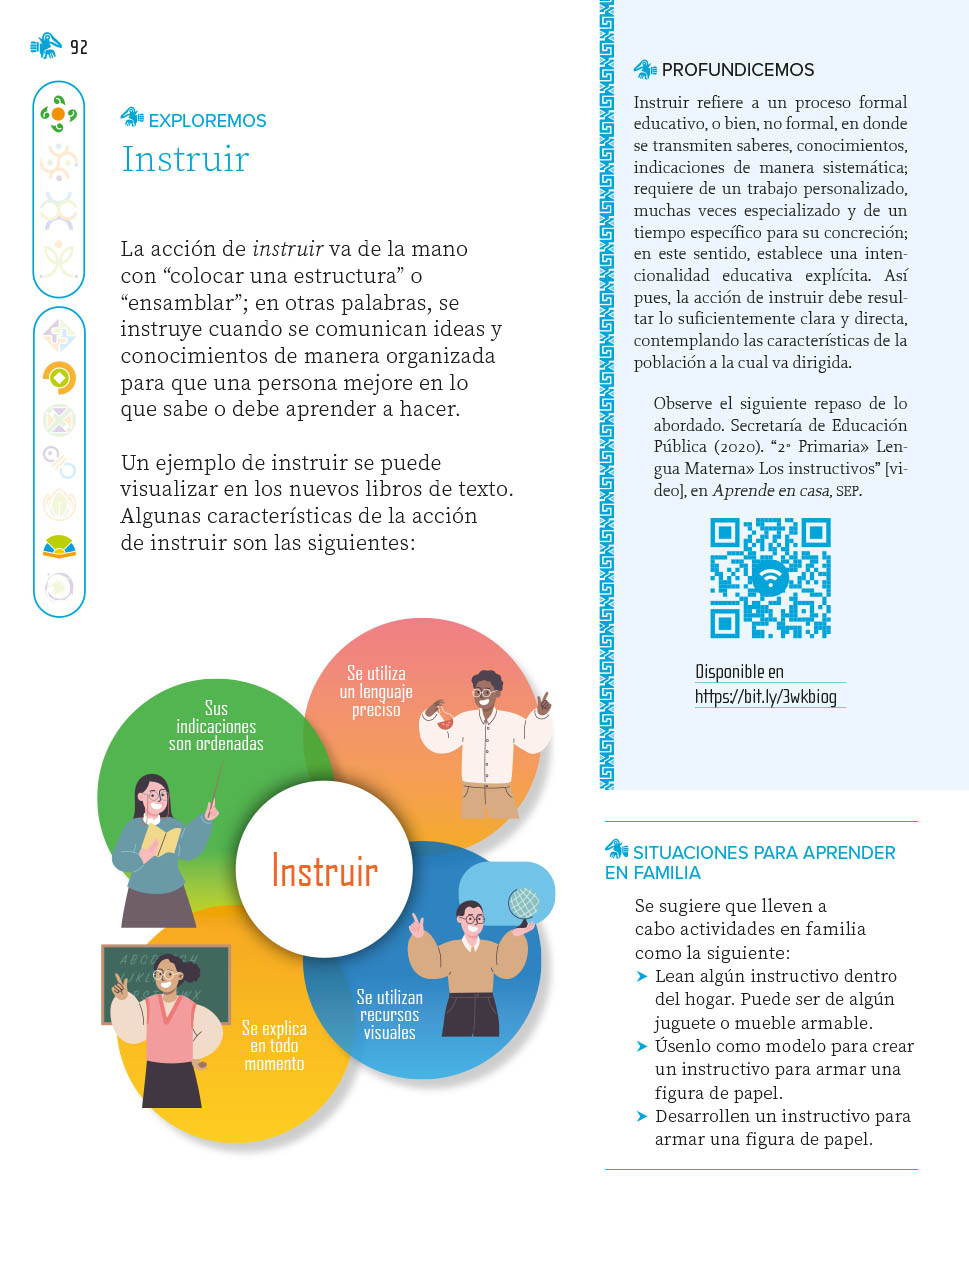 92
EXPLOREMOS
Instruir
La acción de instruir va de la mano
con “colocar una estructura” o
“ensamblar”; en otras palabras, se
instruye cuando se comunican ideas y
conocimientos de manera organizada
para que una persona mejore en lo
que sabe o debe aprender a hacer.
Un ejemplo de instruir se puede
visualizar en los nuevos libros de texto.
Algunas características de la acción
de instruir son las siguientes:
Sus
indicaciones
son ordenadas
Se utiliza
un lenguaje
preciso
Instruir
Se explica
en todo
momento
Se utilizan
recursos
visuales
PROFUNDICEMOS
Instruir refiere a un proceso formal
educativo, o bien, no formal, en donde
se transmiten saberes, conocimientos,
indicaciones de manera sistemática;
requiere de un trabajo personalizado,
muchas veces especializado y de un
tiempo específico para su concreción;
en este sentido, establece una inten-
cionalidad educativa explícita. Así
pues, la acción de instruir debe resul-
tar lo suficientemente clara y directa,
contemplando las características de la
población a la cual va dirigida.
Observe el siguiente repaso de lo
abordado. Secretaría de Educación
Pública (2020). “2° Primaria» Len-
gua Materna» Los instructivos” [vi-
deo], en Aprende en casa, SEP.
Disponible en
https://bit.ly/3wkbiog
SITUACIONES PARA APRENDER
EN FAMILIA
Se sugiere que lleven a
cabo actividades en familia
como la siguiente:
➤ Lean algún instructivo dentro
del hogar. Puede ser de algún
juguete o mueble armable.
➤ Úsenlo como modelo para crear
un instructivo para armar una
figura de papel.
➤ Desarrollen un instructivo para
armar una figura de papel.